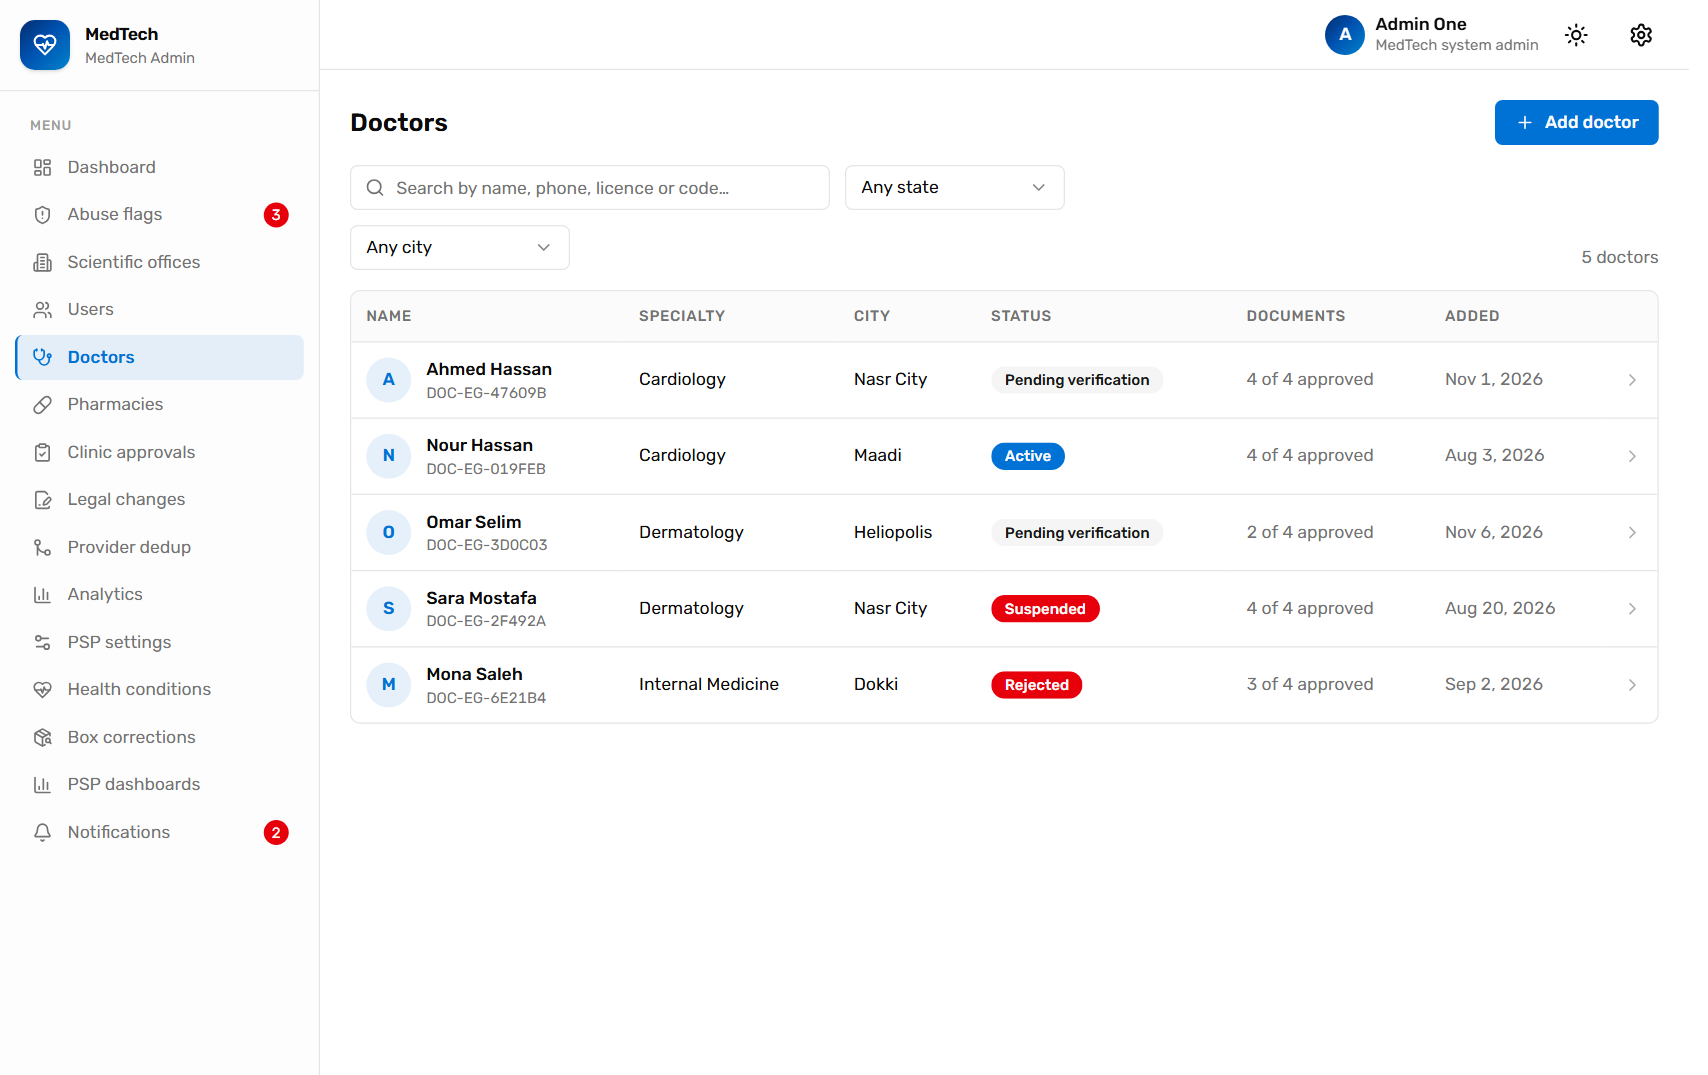 MedTech
MedTech Admin
MENU
Dashboard
Abuse flags 3
Scientific offices
Users
Doctors
Pharmacies
Clinic approvals
Legal changes
Provider dedup
Analytics
PSP settings
Health conditions
Box corrections
PSP dashboards
Notifications 2
A Admin One
MedTech system admin
Doctors
+ Add doctor
Search by name, phone, licence or code…
Any state
Any city
5 doctors
NAME SPECIALTY CITY STATUS DOCUMENTS ADDED
A Ahmed Hassan Cardiology Nasr City Pending verification 4 of 4 approved Nov 1, 2026
DOC-EG-47609B
N Nour Hassan Cardiology Maadi Active 4 of 4 approved Aug 3, 2026
DOC-EG-019FEB
O Omar Selim Dermatology Heliopolis Pending verification 2 of 4 approved Nov 6, 2026
DOC-EG-3D0C03
S Sara Mostafa Dermatology Nasr City Suspended 4 of 4 approved Aug 20, 2026
DOC-EG-2F492A
M Mona Saleh Internal Medicine Dokki Rejected 3 of 4 approved Sep 2, 2026
DOC-EG-6E21B4